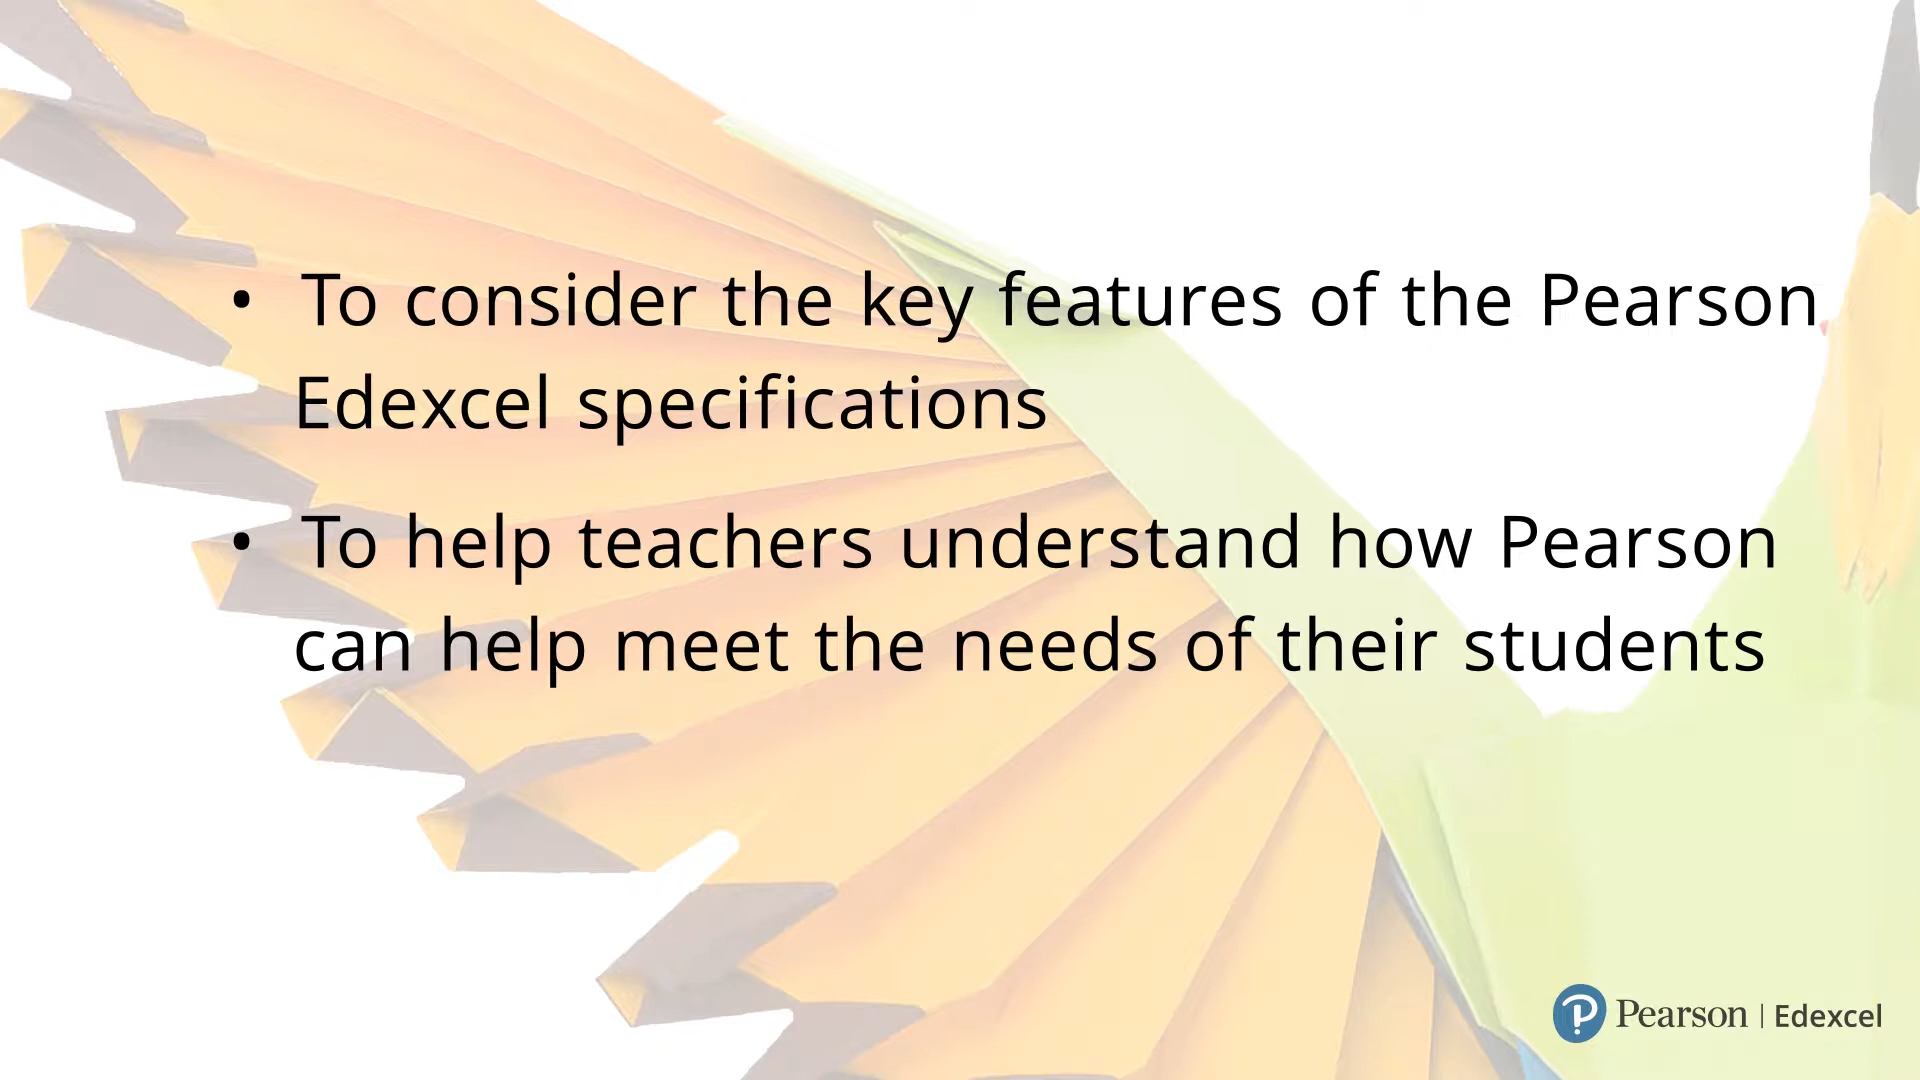 • To consider the key features of the Pearson
Edexcel specifications
• To help teachers understand how Pearson
can help meet the needs of their students
Pearson | Edexcel